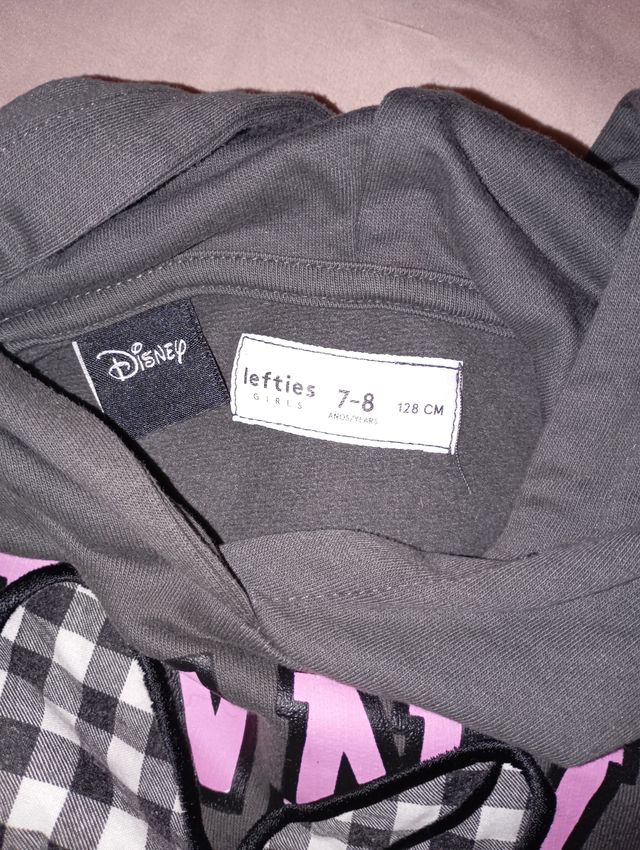 Disney
lefties
GIRLS
7-8
AÑOS/YEARS
128 CM